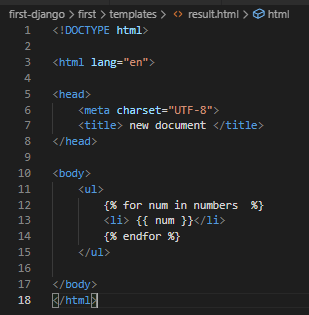 first-django > first > templates > <> result.html > html
1 <!DOCTYPE html>
2
3 <html lang="en">
4
5 <head>
6     <meta charset="UTF-8">
7     <title> new document </title>
8 </head>
9
10 <body>
11     <ul>
12         {% for num in numbers  %}
13         <li> {{ num }}</li>
14         {% endfor %}
15     </ul>
16
17 </body>
18 </html>